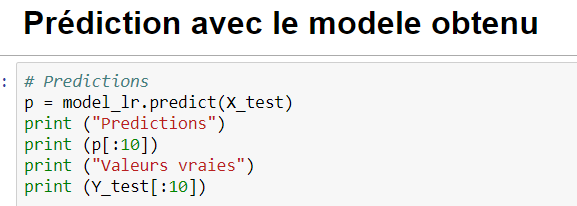 Prédiction avec le modele obtenu
: # Predictions
p = model_lr.predict(X_test)
print ("Predictions")
print (p[:10])
print ("Valeurs vraies")
print (Y_test[:10])